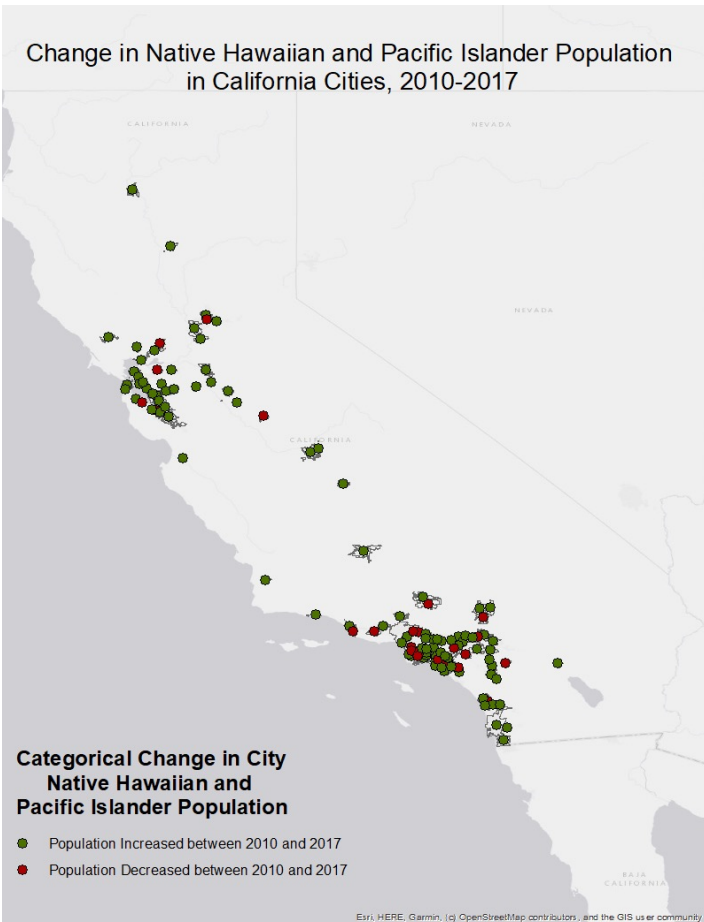 Change in Native Hawaiian and Pacific Islander Population
in California Cities, 2010-2017
CALIFORNIA
NEVADA
NEVADA
CALIFORNIA
Categorical Change in City
Native Hawaiian and
Pacific Islander Population
Population Increased between 2010 and 2017
Population Decreased between 2010 and 2017
BAJA
CALIFORNIA
Esri, HERE, Garmin, (c) OpenStreetMap contributors, and the GIS user community